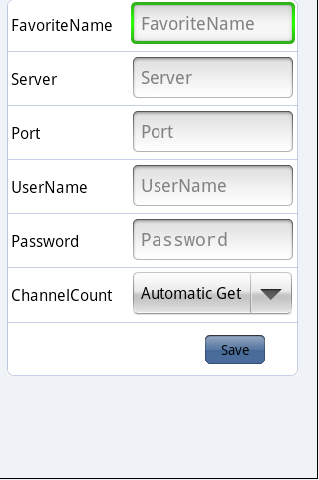 FavoriteName FavoriteName
Server Server
Port Port
UserName UserName
Password Password
ChannelCount Automatic Get
Save